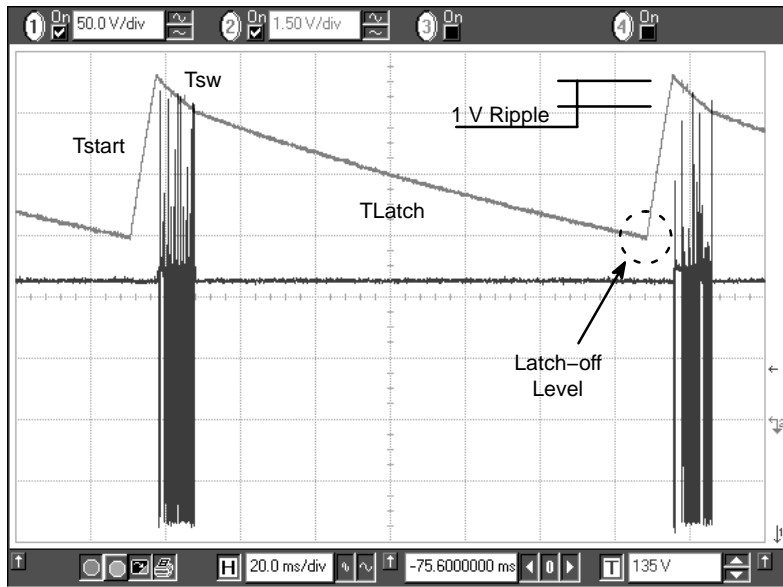 1 On 50.0 V/div 2 On 1.50 V/div 3 On 4 On
Tsw
1 V Ripple
Tstart
TLatch
Latch−off
Level
H 20.0 ms/div -75.6000000 ms 0 T 135 V